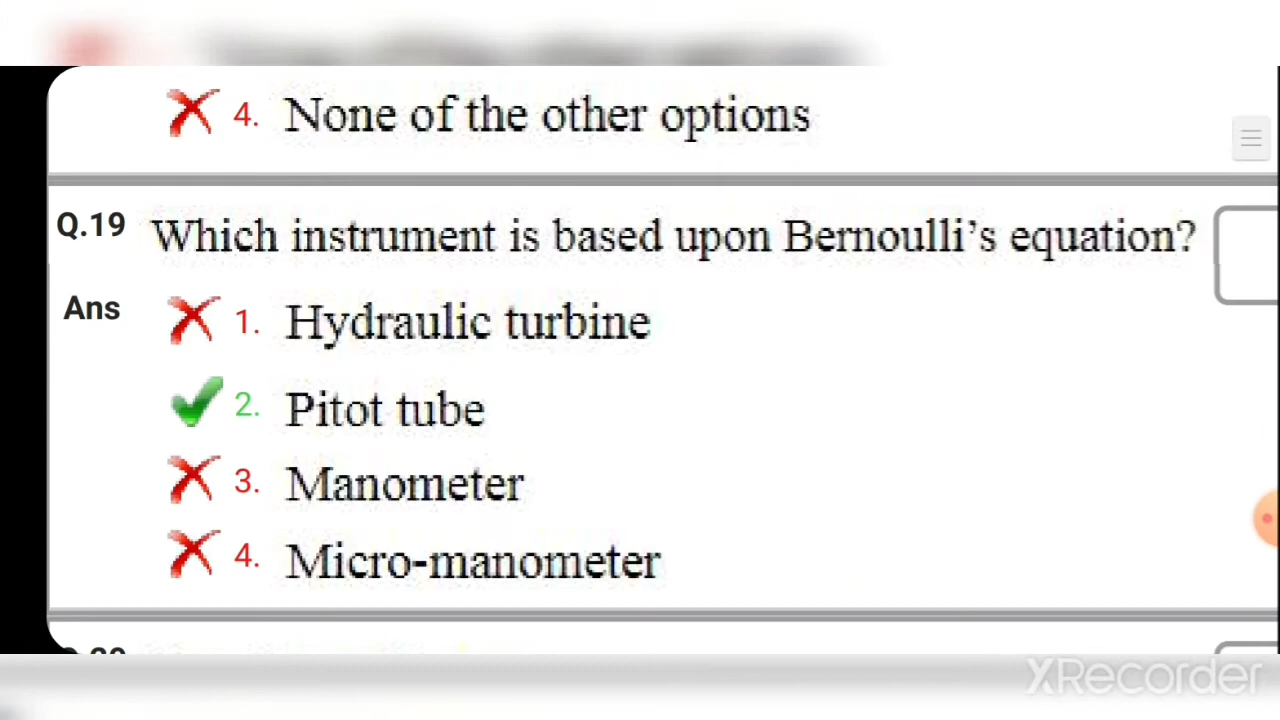 4. None of the other options
Q.19 Which instrument is based upon Bernoulli's equation?
Ans 1. Hydraulic turbine
2. Pitot tube
3. Manometer
4. Micro-manometer
XRecorder